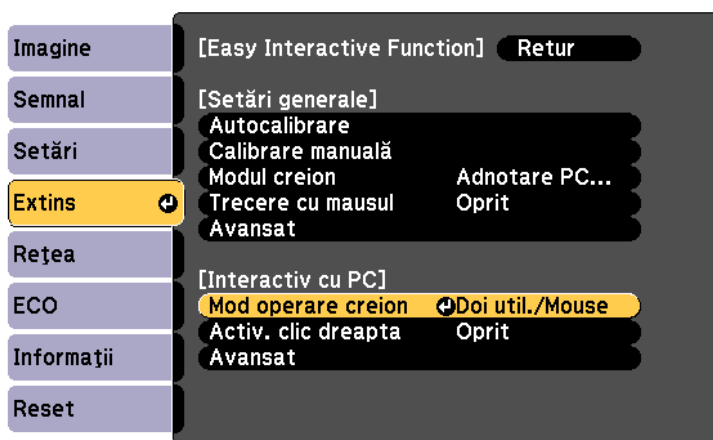 Imagine
Semnal
Setări
Extins
Reţea
ECO
Informaţii
Reset
[Easy Interactive Function] Retur
[Setări generale]
Autocalibrare
Calibrare manuală
Modul creion Adnotare PC...
Trecere cu mausul Oprit
Avansat
[Interactiv cu PC]
Mod operare creion Doi util./Mouse
Activ. clic dreapta Oprit
Avansat